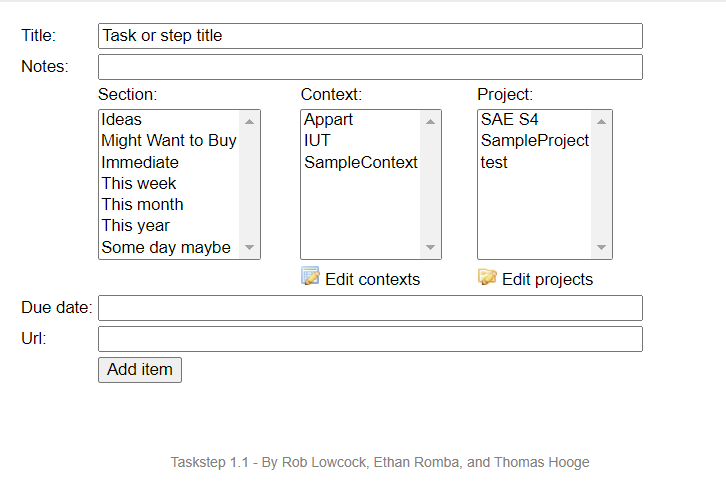 Title: Task or step title
Notes:
Section: Context: Project:
Ideas Appart SAE S4
Might Want to Buy IUT SampleProject
Immediate SampleContext test
This week
This month
This year
Some day maybe
Edit contexts Edit projects
Due date:
Url:
Add item
Taskstep 1.1 - By Rob Lowcock, Ethan Romba, and Thomas Hooge